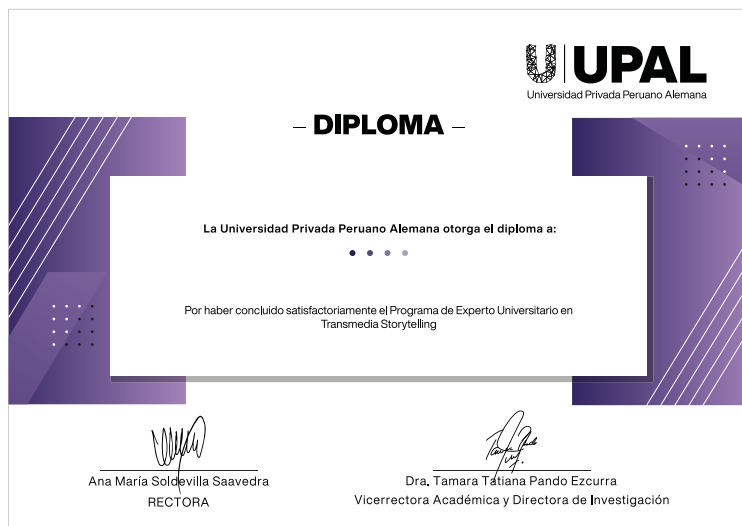 UPAL
Universidad Privada Peruano Alemana
– DIPLOMA –
La Universidad Privada Peruano Alemana otorga el diploma a:
Por haber concluido satisfactoriamente el Programa de Experto Universitario en
Transmedia Storytelling
Ana María Soldevilla Saavedra
RECTORA
Dra. Tamara Tatiana Pando Ezcurra
Vicerrectora Académica y Directora de Investigación